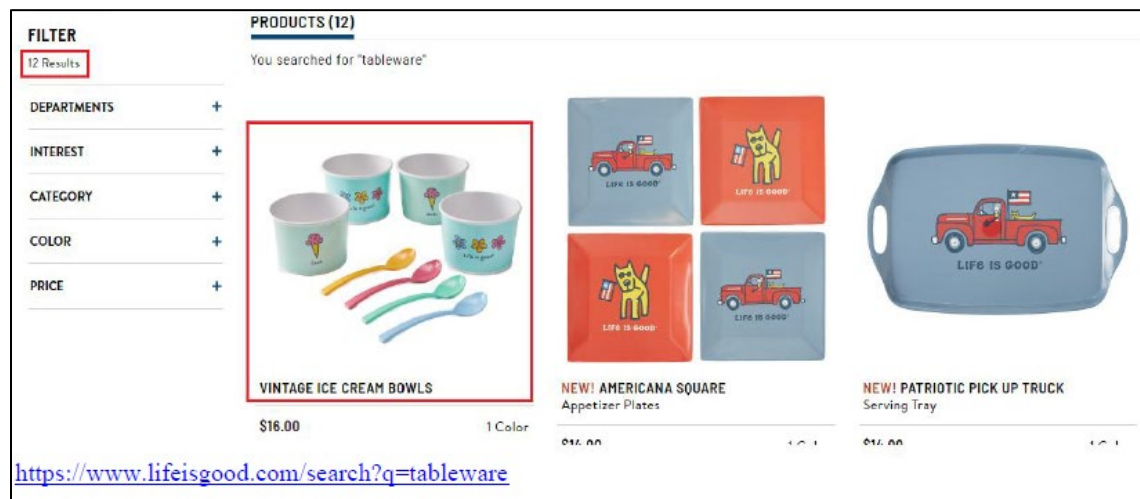 FILTER
12 Results
DEPARTMENTS +
INTEREST +
CATEGORY +
COLOR +
PRICE +
PRODUCTS (12)
You searched for "tableware"
VINTAGE ICE CREAM BOWLS
$16.00 1 Color
LIFE IS GOOD®
LIFE IS GOOD®
LIFE IS GOOD®
LIFE IS GOOD®
NEW! AMERICANA SQUARE
Appetizer Plates
LIFE IS GOOD®
NEW! PATRIOTIC PICK UP TRUCK
Serving Tray
https://www.lifeisgood.com/search?q=tableware